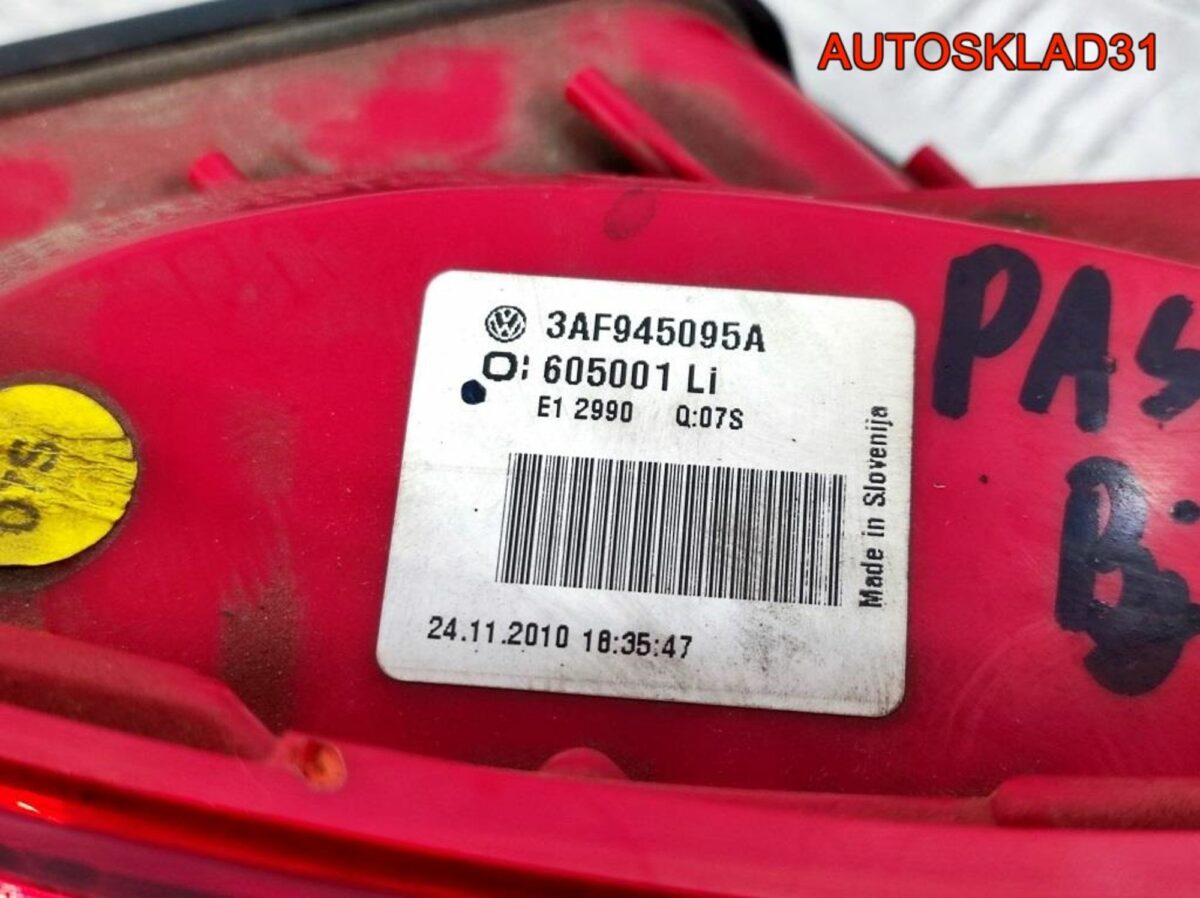 AUTOSKLAD31
3AF945095A
605001 Li
E1 2990 Q:07S
Made in Slovenija
24.11.2010 16:35:47
PAS
B